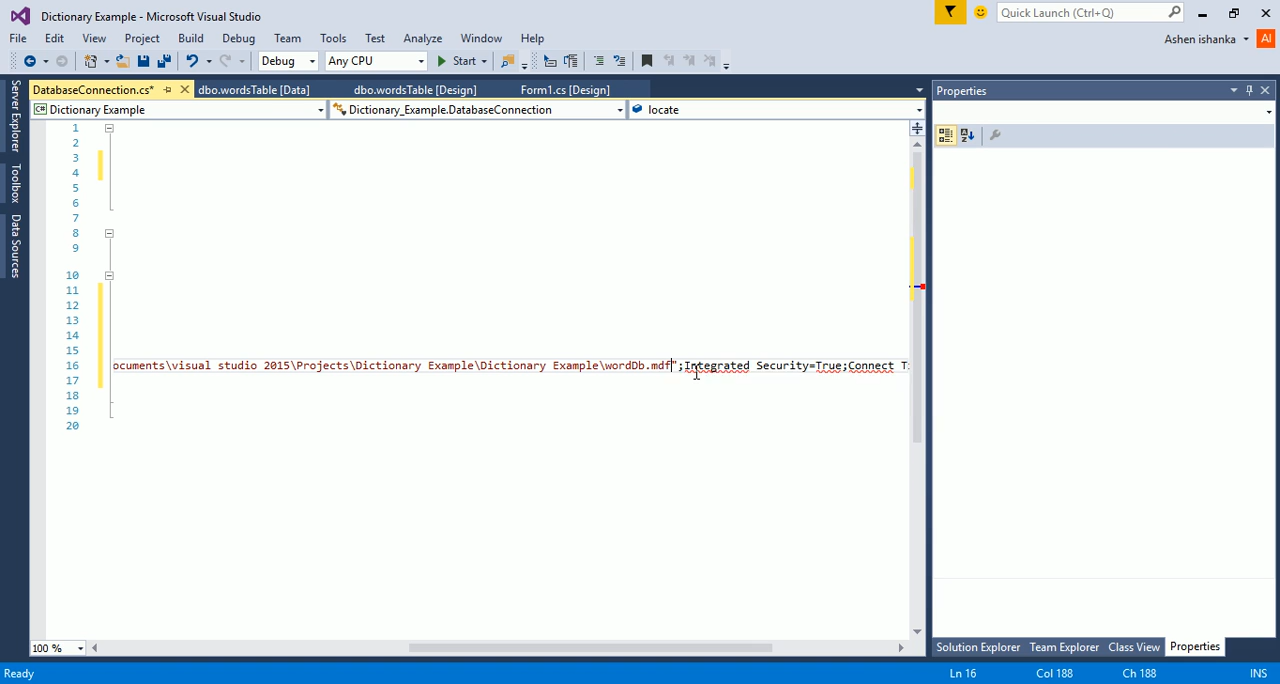 Dictionary Example - Microsoft Visual Studio
Quick Launch (Ctrl+Q)
File Edit View Project Build Debug Team Tools Test Analyze Window Help
Ashen ishanka AI
Debug Any CPU Start
DatabaseConnection.cs* dbo.wordsTable [Data] dbo.wordsTable [Design] Form1.cs [Design]
Properties
C# Dictionary Example Dictionary_Example.DatabaseConnection locate
Server Explorer
Toolbox
Data Sources
1
2
3
4
5
6
7
8
9
10
11
12
13
14
15
16 ocuments\visual studio 2015\Projects\Dictionary Example\Dictionary Example\wordDb.mdf";Integrated Security=True;Connect T
17
18
19
20
100 %
Solution Explorer Team Explorer Class View Properties
Ready Ln 16 Col 188 Ch 188 INS